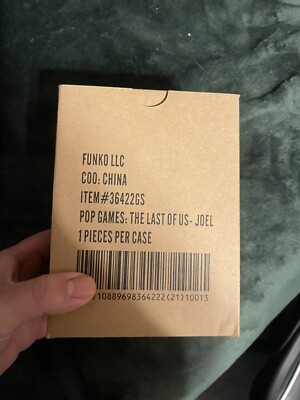 FUNKO LLC
COO: CHINA
ITEM#36422GS
POP GAMES: THE LAST OF US- JOEL
1 PIECES PER CASE
)10889698364222(21)10013